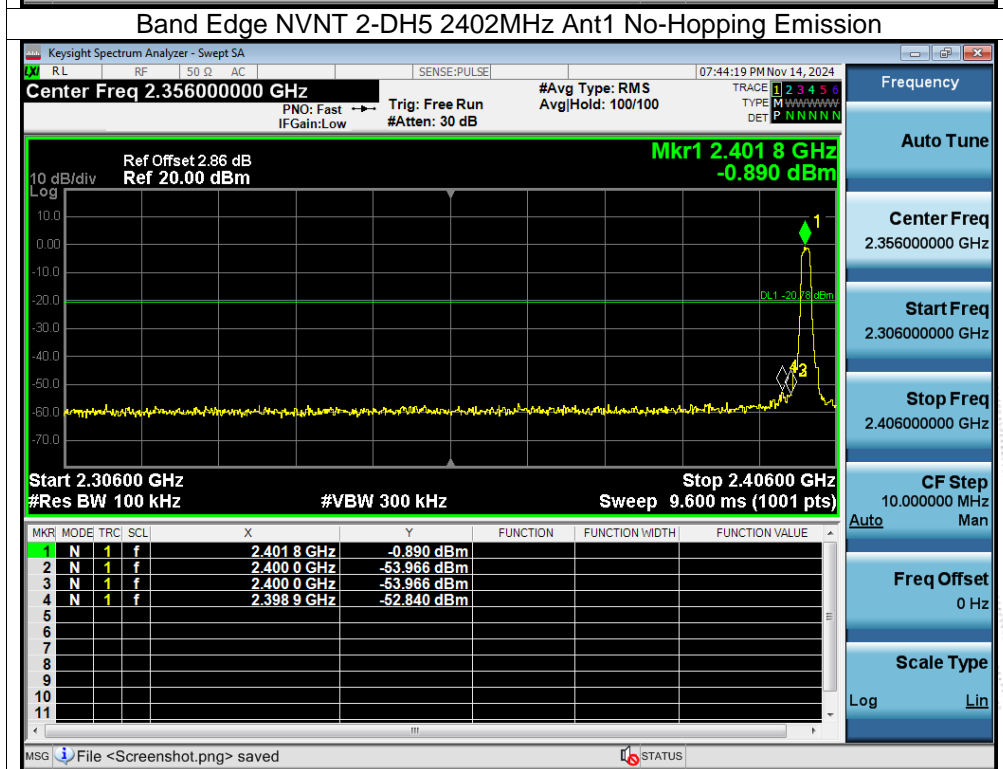 Band Edge NVNT 2-DH5 2402MHz Ant1 No-Hopping Emission
Keysight Spectrum Analyzer - Swept SA
LXI RL RF 50 Ω AC SENSE:PULSE 07:44:19 PM Nov 14, 2024
Center Freq 2.356000000 GHz
PNO: Fast
IFGain:Low
Trig: Free Run
#Atten: 30 dB
#Avg Type: RMS
Avg|Hold: 100/100
TRACE 1 2 3 4 5 6
TYPE M W W W W W
DET P N N N N N
Frequency
Auto Tune
Center Freq
2.356000000 GHz
Start Freq
2.306000000 GHz
Stop Freq
2.406000000 GHz
CF Step
10.000000 MHz
Auto Man
Freq Offset
0 Hz
Scale Type
Log Lin
Mkr1 2.401 8 GHz
-0.890 dBm
Ref Offset 2.86 dB
10 dB/div Ref 20.00 dBm
Log
10.0
0.00
-10.0
-20.0
-30.0
-40.0
-50.0
-60.0
-70.0
1
DL1 -20.78 dBm
4 3
Start 2.30600 GHz Stop 2.40600 GHz
#Res BW 100 kHz #VBW 300 kHz Sweep 9.600 ms (1001 pts)
MKR MODE TRC SCL X Y FUNCTION FUNCTION WIDTH FUNCTION VALUE
1 N 1 f 2.401 8 GHz -0.890 dBm
2 N 1 f 2.400 0 GHz -53.966 dBm
3 N 1 f 2.400 0 GHz -53.966 dBm
4 N 1 f 2.398 9 GHz -52.840 dBm
5
6
7
8
9
10
11
MSG File <Screenshot.png> saved STATUS